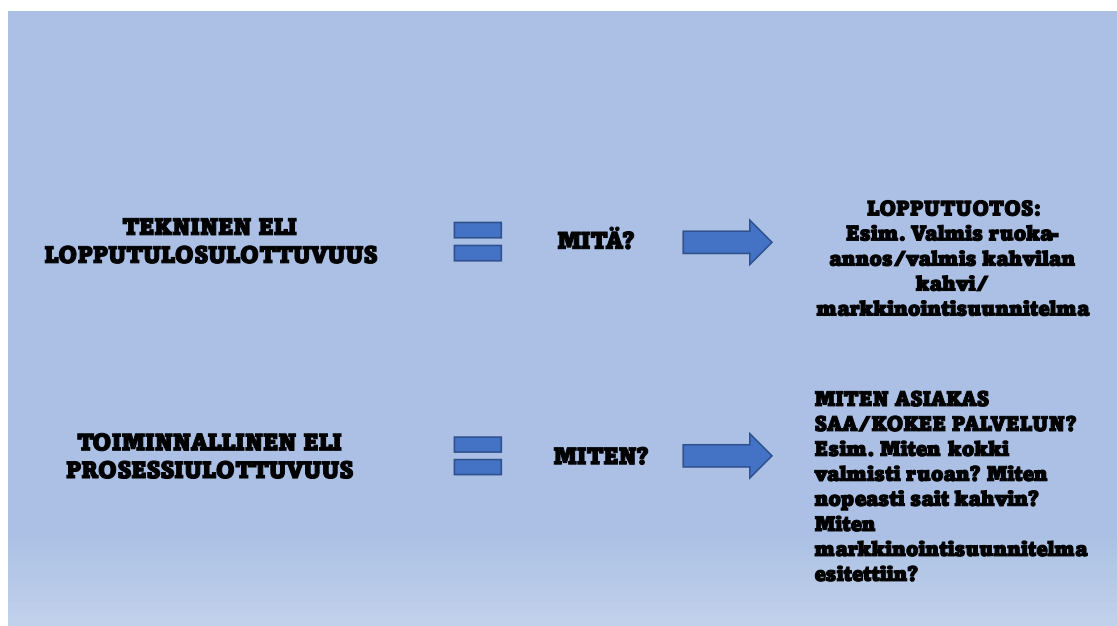 TEKNINEN ELI
LOPPUTULOSULOTTUVUUS
MITÄ?
LOPPUTUOTOS:
Esim. Valmis ruoka-
annos/valmis kahvilan
kahvi/
markkinointisuunnitelma
TOIMINNALLINEN ELI
PROSESSIULOTTUVUUS
MITEN?
MITEN ASIAKAS
SAA/KOKEE PALVELUN?
Esim. Miten kokki
valmisti ruoan? Miten
nopeasti sait kahvin?
Miten
markkinointisuunnitelma
esitettiin?